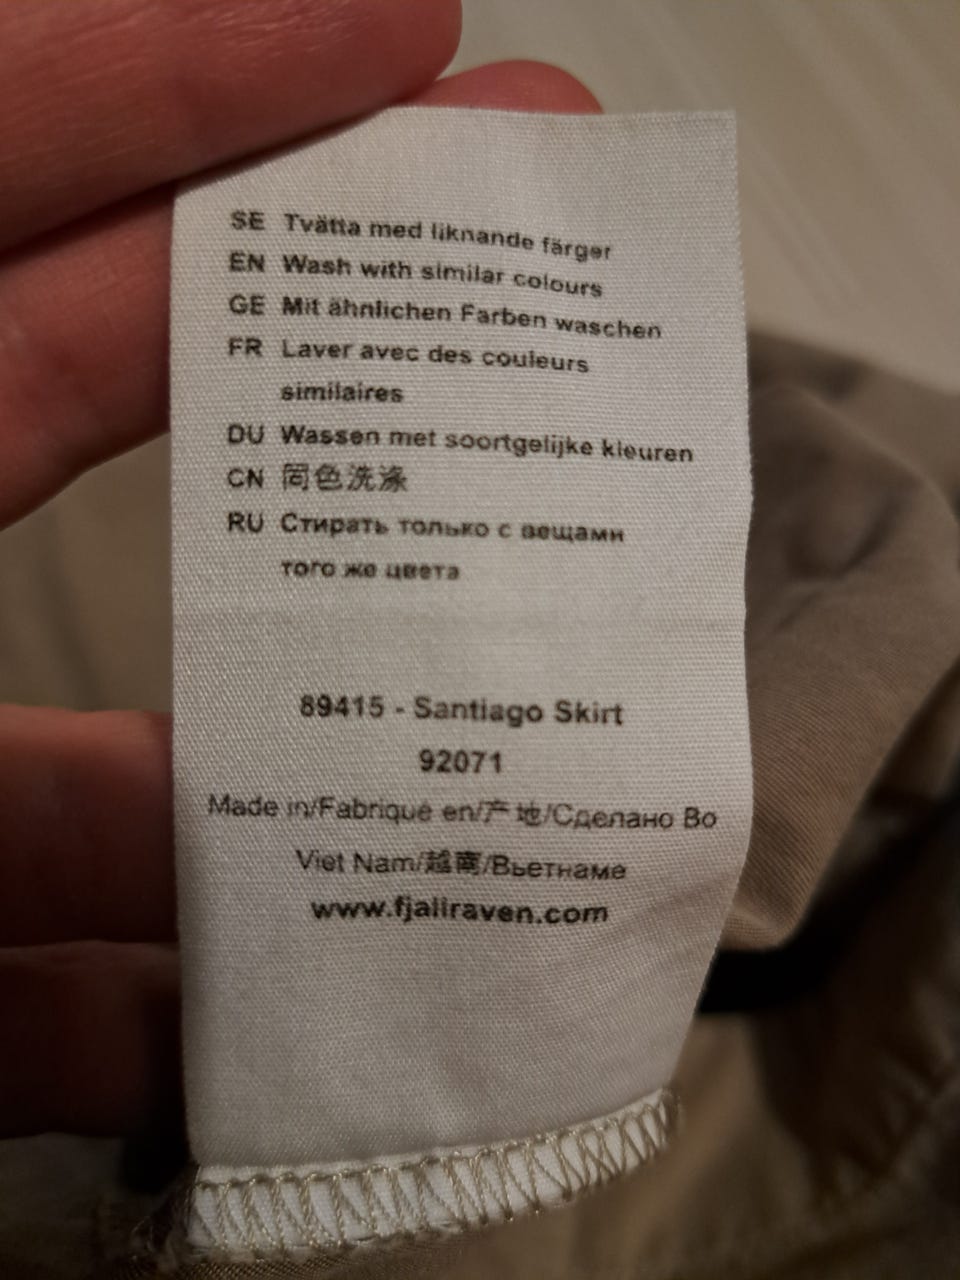 SE Tvätta med liknande färger
EN Wash with similar colours
GE Mit ähnlichen Farben waschen
FR Laver avec des couleurs
similaires
DU Wassen met soortgelijke kleuren
CN 同色洗涤
RU Стирать только с вещами
того же цвета
89415 - Santiago Skirt
92071
Made in/Fabrique en/产地/Сделано Во
Viet Nam/越南/Вьетнаме
www.fjallraven.com